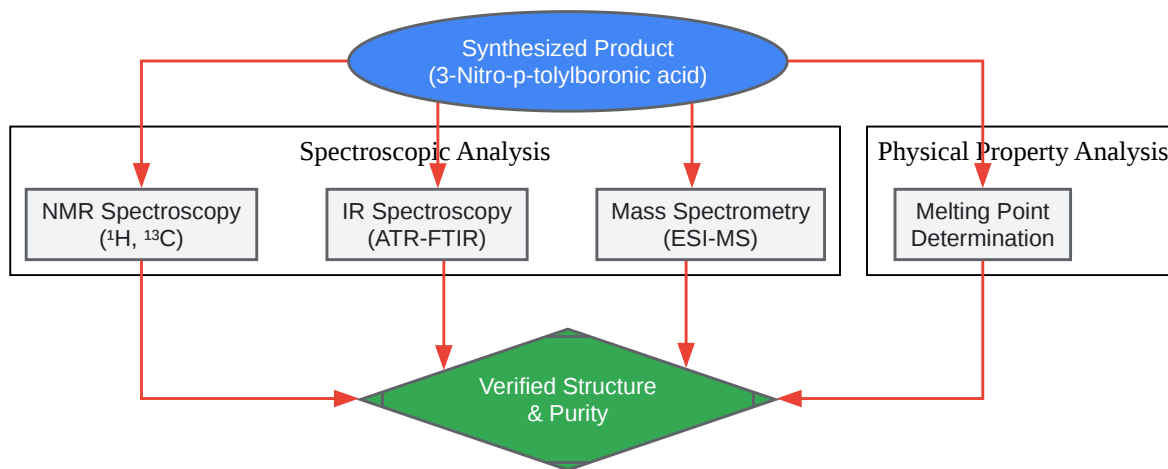 Synthesized Product
(3-Nitro-p-tolylboronic acid)
Spectroscopic Analysis
Physical Property Analysis
NMR Spectroscopy
(¹H, ¹³C)
IR Spectroscopy
(ATR-FTIR)
Mass Spectrometry
(ESI-MS)
Melting Point
Determination
Verified Structure
& Purity